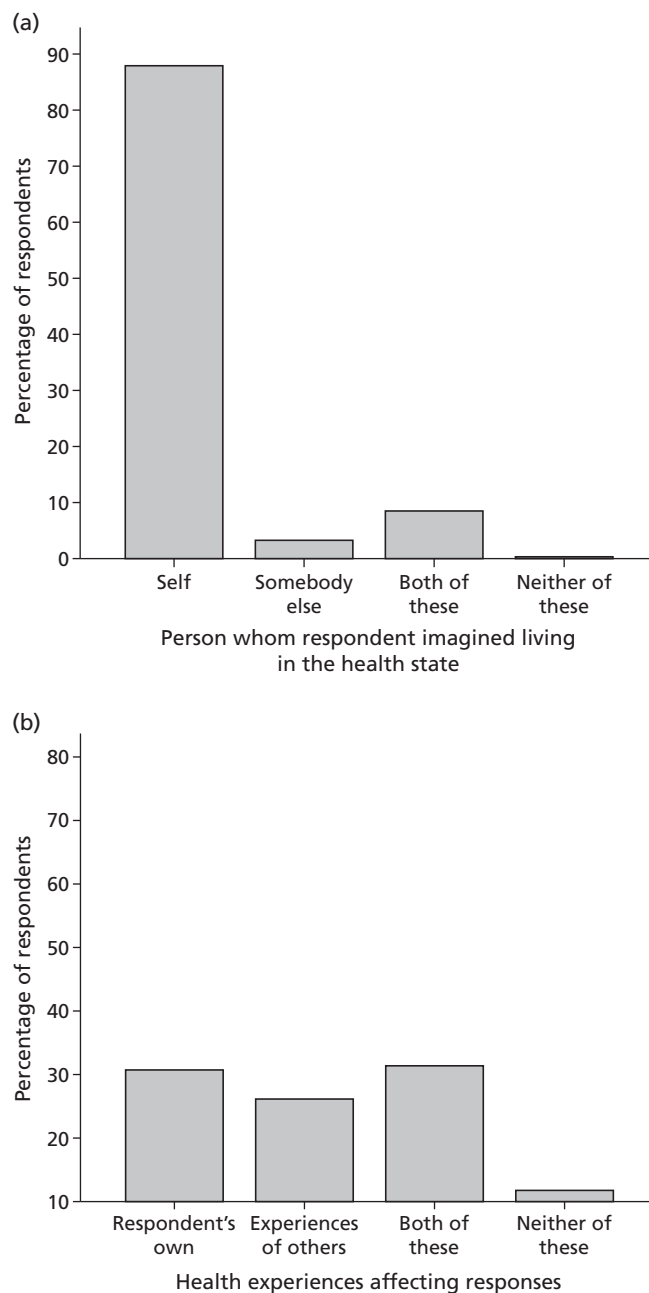 (a)
Percentage of respondents
90
80
70
60
50
40
30
20
10
0
Self
Somebody
else
Both of
these
Neither of
these
Person whom respondent imagined living
in the health state
(b)
Percentage of respondents
80
70
60
50
40
30
20
10
Respondent's
own
Experiences
of others
Both of
these
Neither of
these
Health experiences affecting responses